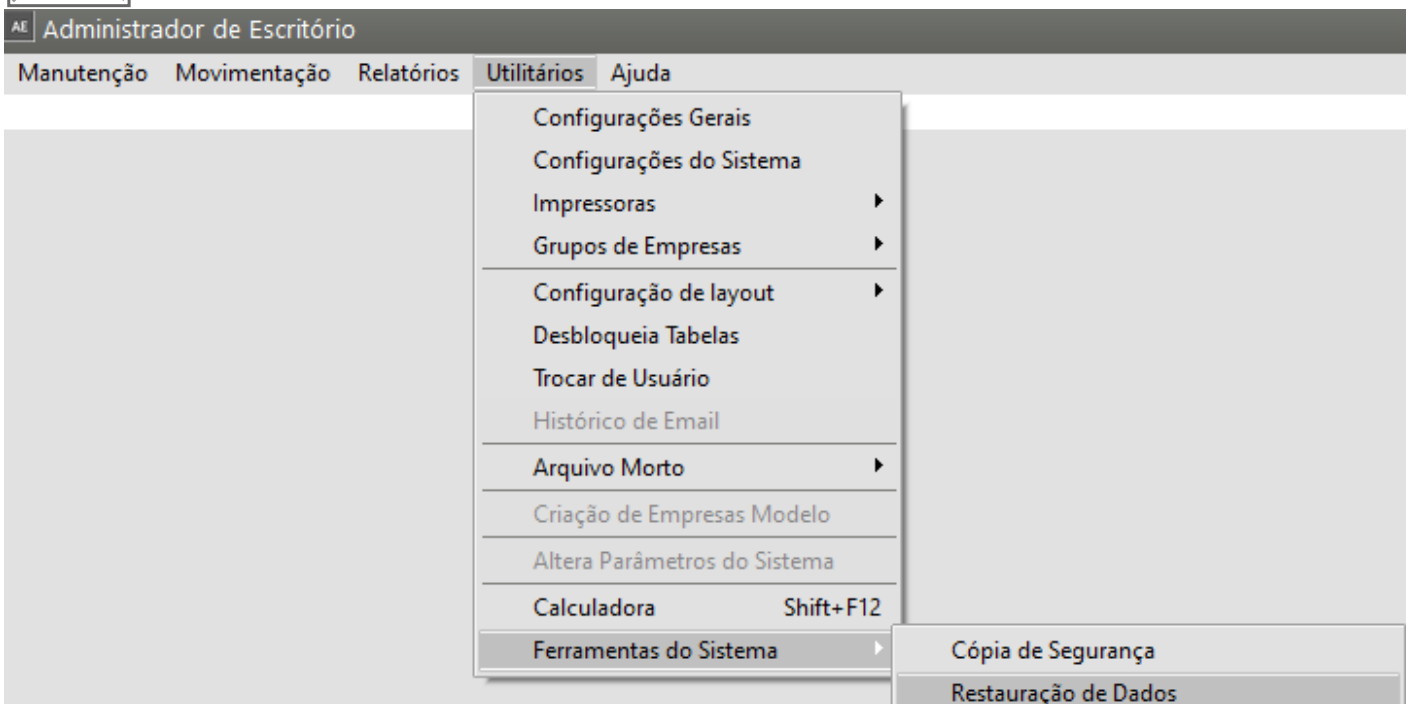 AE Administrador de Escritório
Manutenção Movimentação Relatórios Utilitários Ajuda
Configurações Gerais
Configurações do Sistema
Impressoras
Grupos de Empresas
Configuração de layout
Desbloqueia Tabelas
Trocar de Usuário
Histórico de Email
Arquivo Morto
Criação de Empresas Modelo
Altera Parâmetros do Sistema
Calculadora Shift+F12
Ferramentas do Sistema Cópia de Segurança
Restauração de Dados